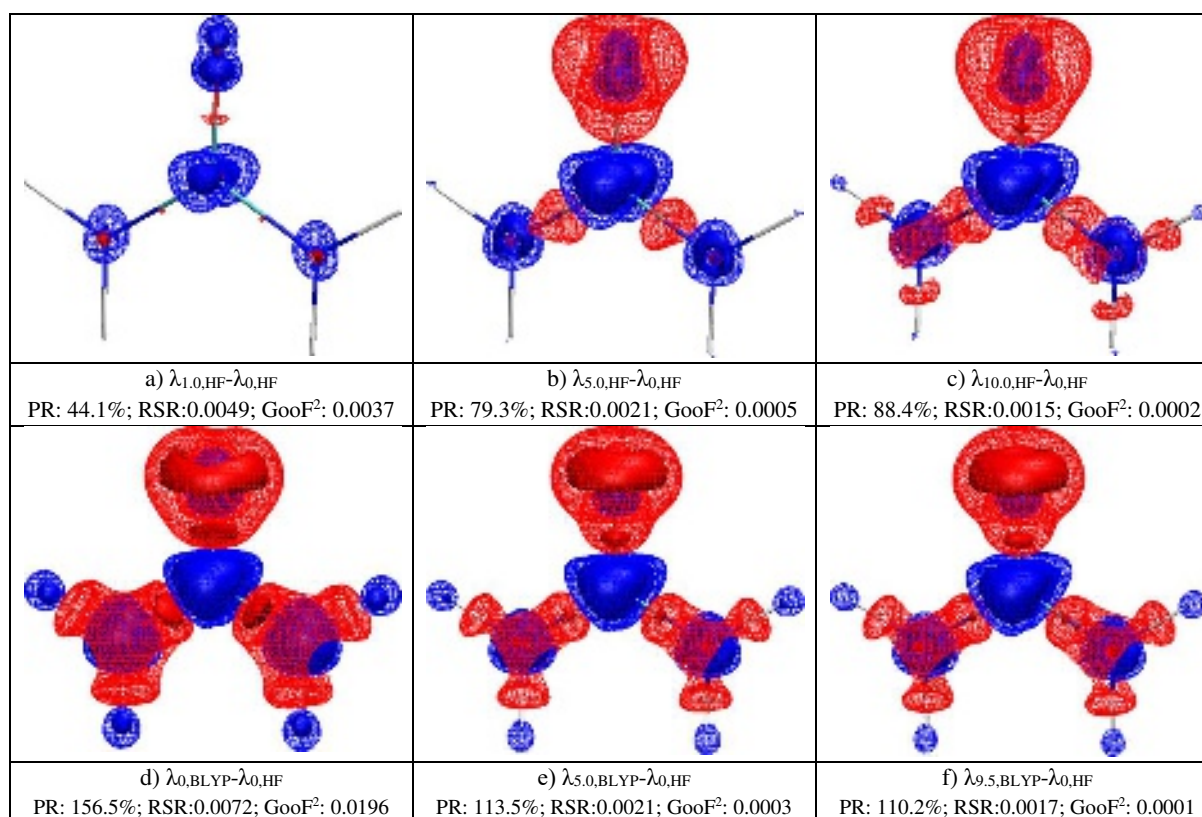 a) λ1.0,HF-λ0,HF
PR: 44.1%; RSR:0.0049; GooF²: 0.0037
b) λ5.0,HF-λ0,HF
PR: 79.3%; RSR:0.0021; GooF²: 0.0005
c) λ10.0,HF-λ0,HF
PR: 88.4%; RSR:0.0015; GooF²: 0.0002
d) λ0,BLYP-λ0,HF
PR: 156.5%; RSR:0.0072; GooF²: 0.0196
e) λ5.0,BLYP-λ0,HF
PR: 113.5%; RSR:0.0021; GooF²: 0.0003
f) λ9.5,BLYP-λ0,HF
PR: 110.2%; RSR:0.0017; GooF²: 0.0001